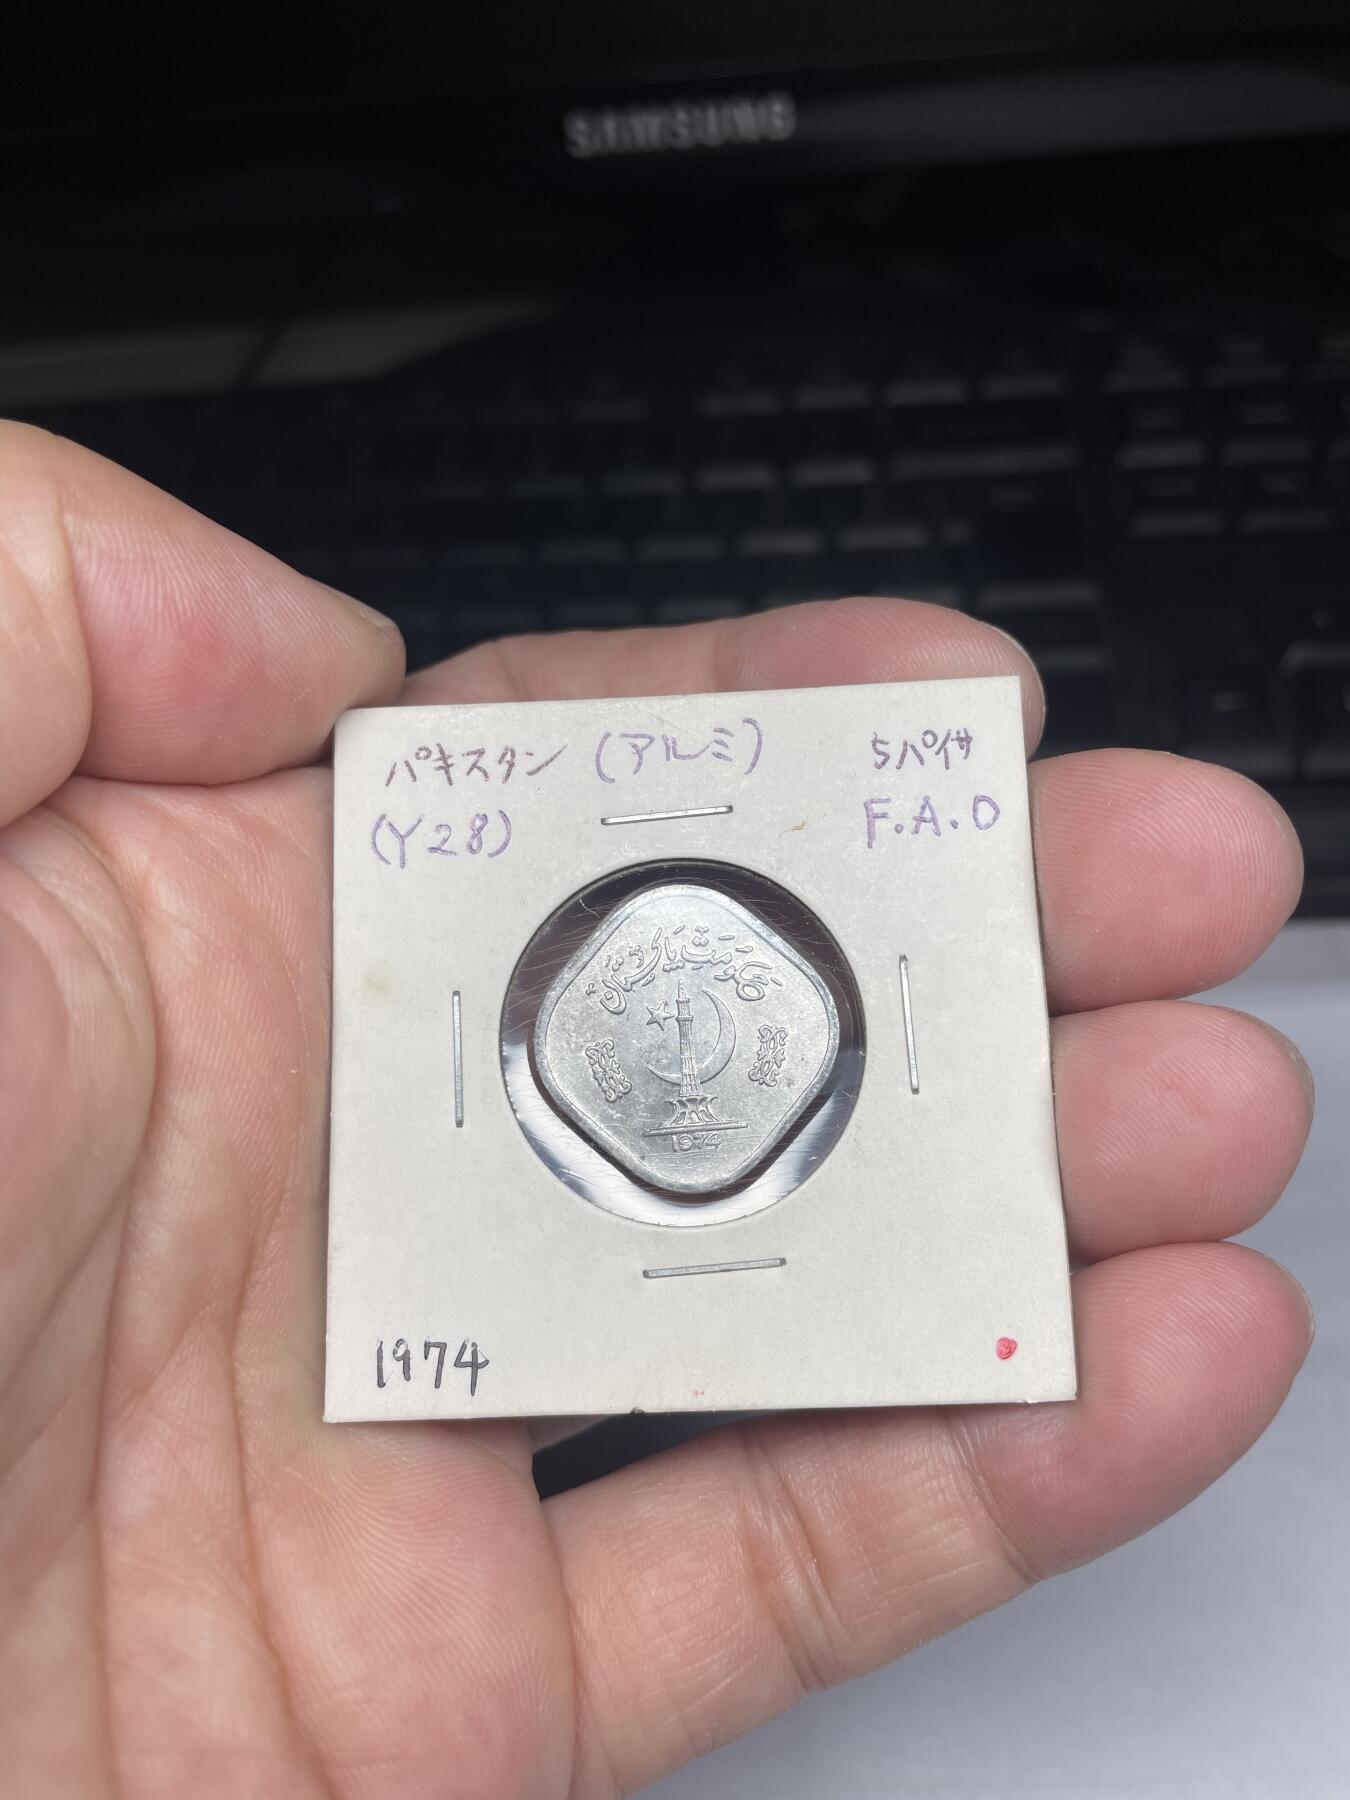 SAMSUNG
パキスタン (アルミ) 5パイサ
(Y28) F.A.O
حکومت پاکستان
1974
1974